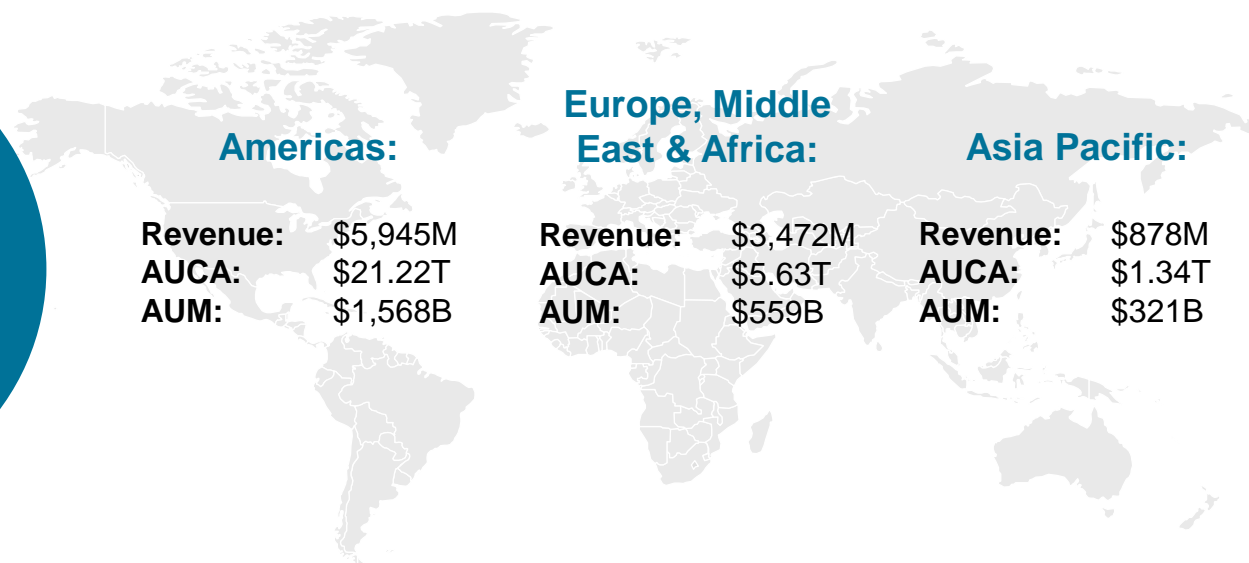 Americas:
Revenue: $5,945M
AUCA: $21.22T
AUM: $1,568B
Europe, Middle
East & Africa:
Revenue: $3,472M
AUCA: $5.63T
AUM: $559B
Asia Pacific:
Revenue: $878M
AUCA: $1.34T
AUM: $321B